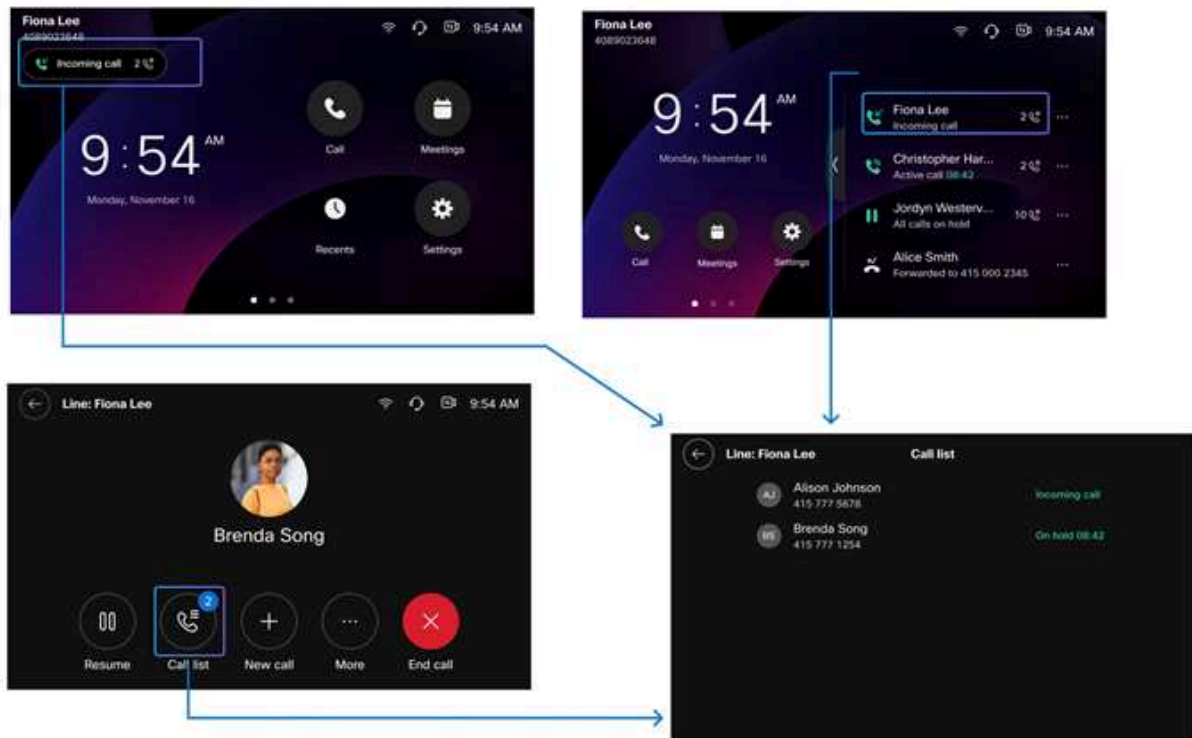 Fiona Lee
4089023648
9:54 AM
Incoming call 2
9:54 AM
Monday, November 16
Call
Meetings
Recents
Settings
Fiona Lee
4089023648
9:54 AM
9:54 AM
Monday, November 16
Call
Meetings
Settings
Fiona Lee
Incoming call
2
Christopher Har...
Active call 08:42
2
Jordyn Westerv...
All calls on hold
10
Alice Smith
Forwarded to 415 000 2345
Line: Fiona Lee
9:54 AM
Brenda Song
2
Resume
Call list
New call
More
End call
Line: Fiona Lee
Call list
AJ
Alison Johnson
415 777 5678
Incoming call
BS
Brenda Song
415 777 1254
On hold 08:42